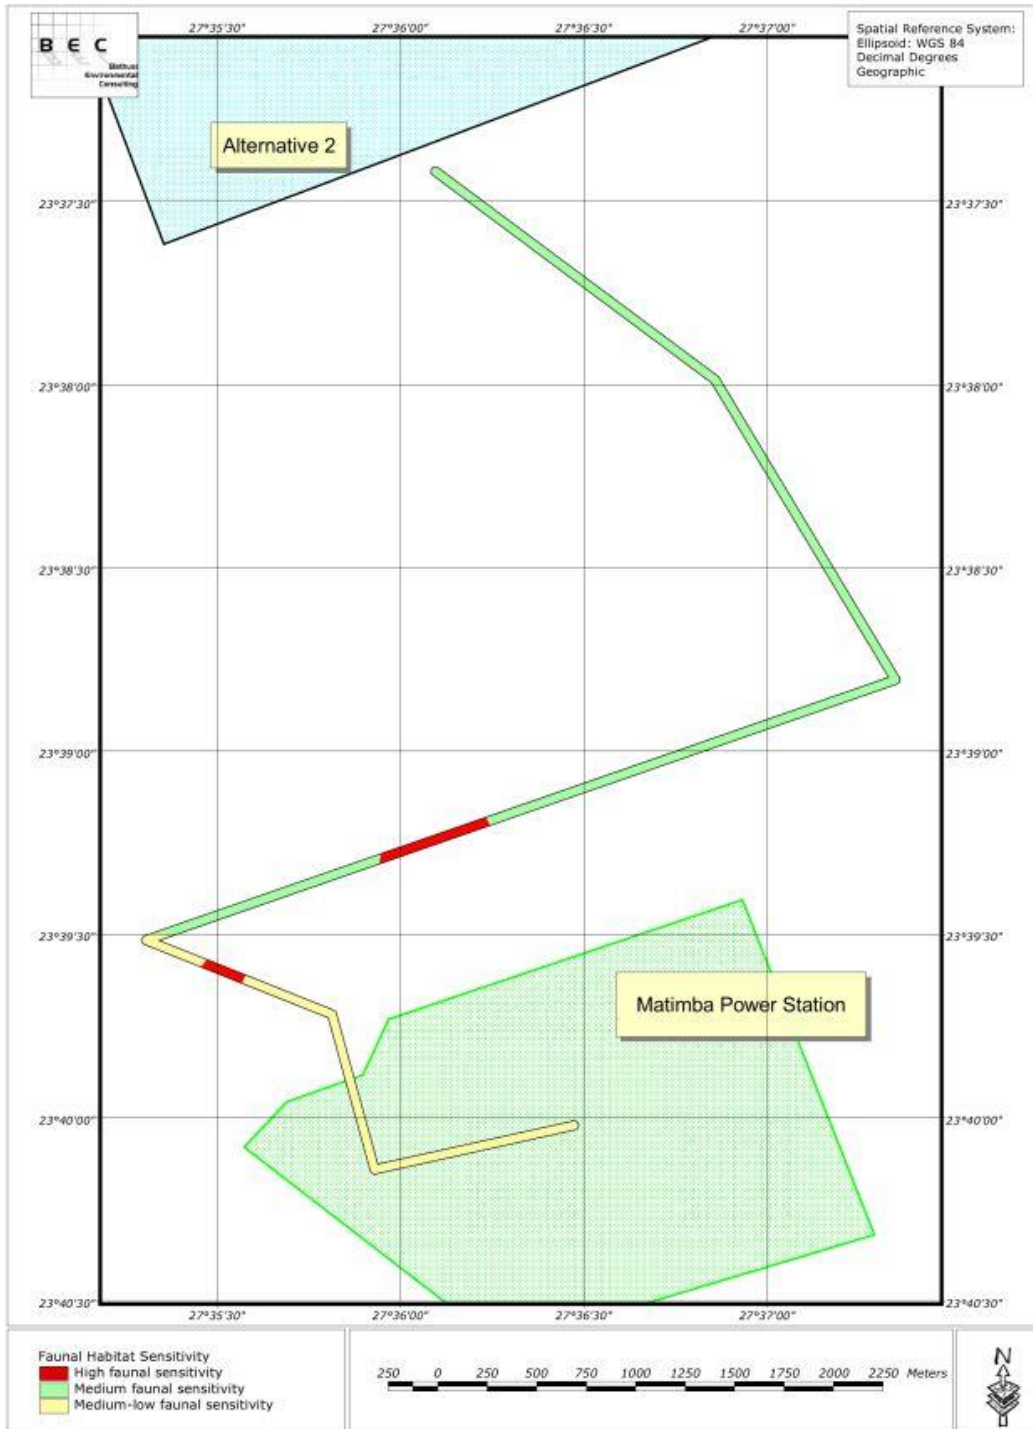 27°35'30"
27°36'00"
27°36'30"
27°37'00"
Spatial Reference System:
Ellipsoid: WGS 84
Decimal Degrees
Geographic
B E C
Environmental
Consulting
Alternative 2
23°37'30"
23°37'30"
23°38'00"
23°38'00"
23°38'30"
23°38'30"
23°39'00"
23°39'00"
23°39'30"
23°39'30"
Matimba Power Station
23°40'00"
23°40'00"
23°40'30"
23°40'30"
27°35'30"
27°36'00"
27°36'30"
27°37'00"
Faunal Habitat Sensitivity
High faunal sensitivity
Medium faunal sensitivity
Medium-low faunal sensitivity
250 0 250 500 750 1000 1250 1500 1750 2000 2250 Meters
N